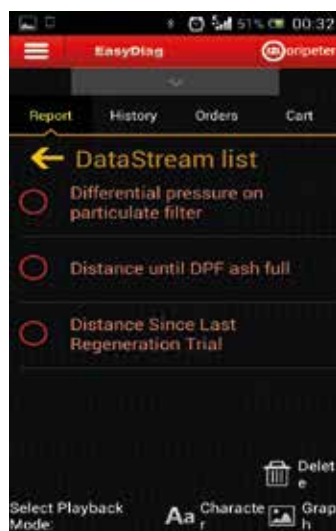 51% 00:32
EasyDiag oripeter
Report History Orders Cart
DataStream list
Differential pressure on
particulate filter
Distance until DPF ash full
Distance Since Last
Regeneration Trial
Delet
e
Select Playback
Mode:
Aa Characte
Grap
h